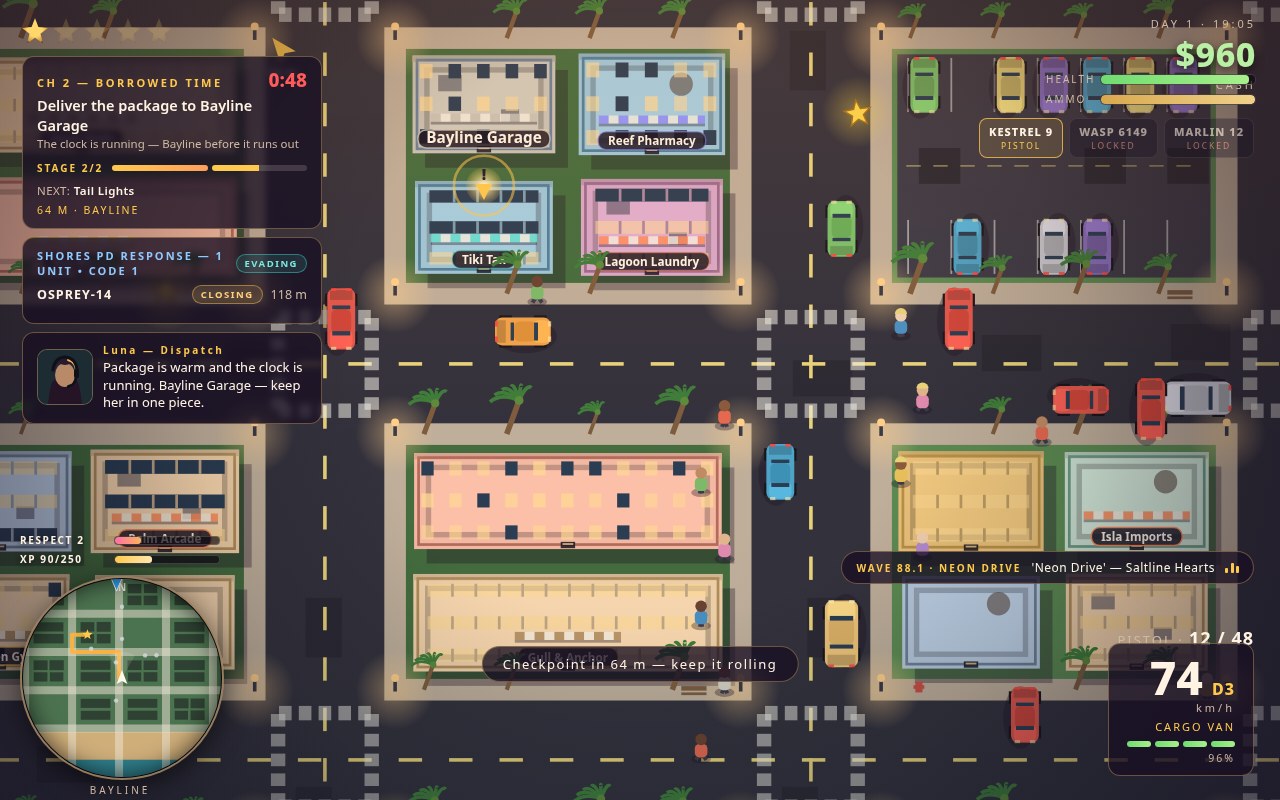 DAY 1 · 19:05
$960
CASH
HEALTH
AMMO
KESTREL 9
PISTOL
WASP 6149
LOCKED
MARLIN 12
LOCKED
CH 2 — BORROWED TIME
0:48
Deliver the package to Bayline
Garage
The clock is running — Bayline before it runs out
STAGE 2/2
NEXT: Tail Lights
64 M · BAYLINE
SHORES PD RESPONSE — 1
UNIT • CODE 1
EVADING
OSPREY-14
CLOSING
118 m
Luna — Dispatch
Package is warm and the clock is
running. Bayline Garage — keep
her in one piece.
Bayline Garage
Reef Pharmacy
!
Tiki
Lagoon Laundry
Palm Arcade
Isla Imports
Gull & Anchor
RESPECT 2
XP 90/250
N
BAYLINE
WAVE 88.1 · NEON DRIVE
'Neon Drive' — Saltline Hearts
Checkpoint in 64 m — keep it rolling
PISTOL · 12 / 48
74 D3
km/h
CARGO VAN
96%